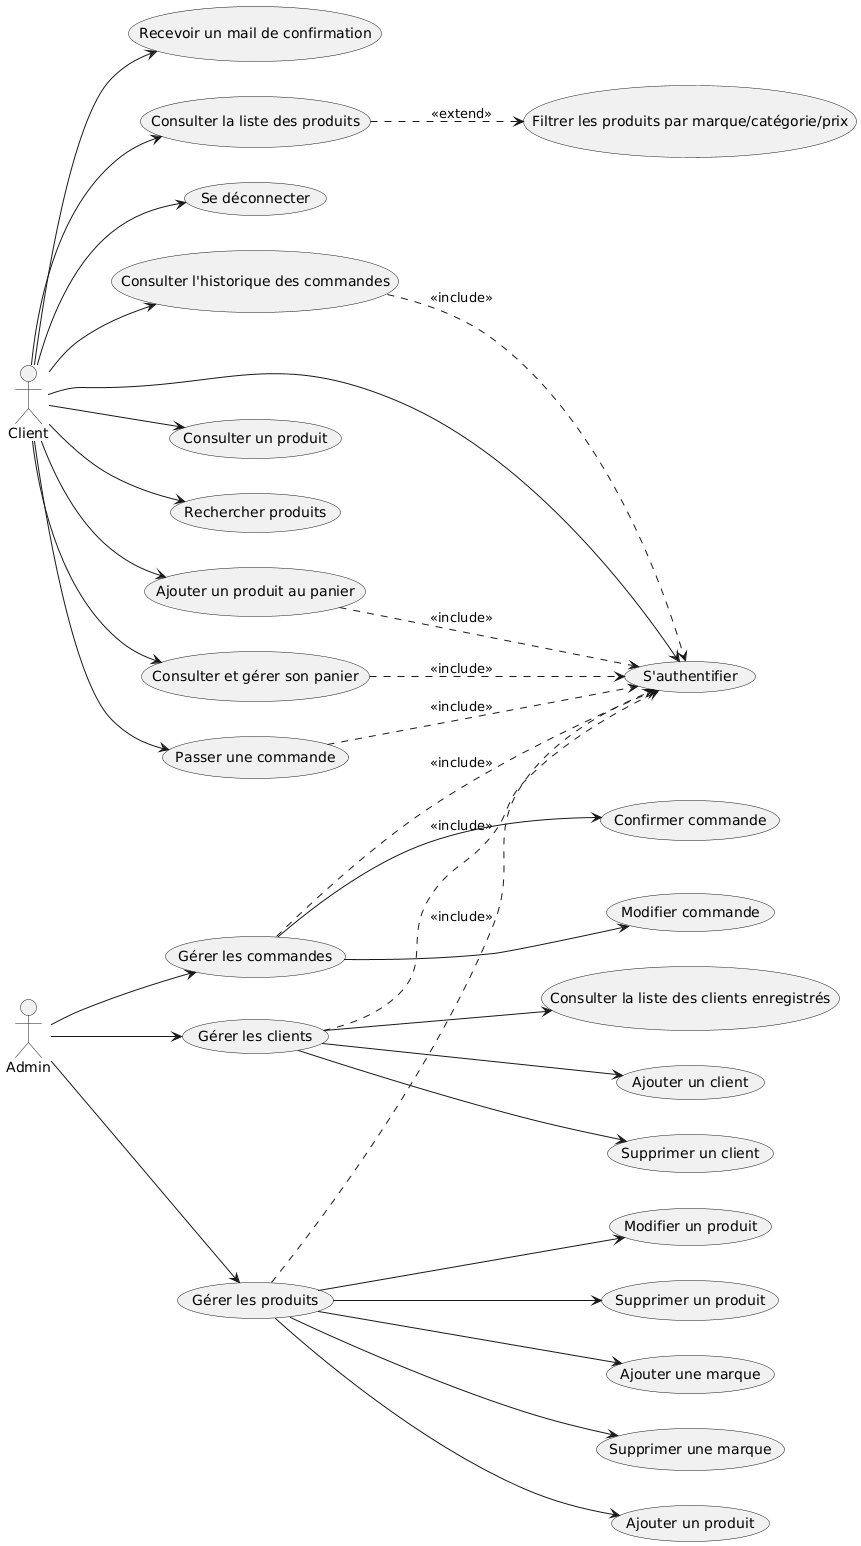 Recevoir un mail de confirmation
Consulter la liste des produits
«extend»
Filtrer les produits par marque/catégorie/prix
Se déconnecter
Consulter l'historique des commandes
«include»
Client
Consulter un produit
Rechercher produits
Ajouter un produit au panier
«include»
Consulter et gérer son panier
«include»
S'authentifier
«include»
Passer une commande
«include»
Confirmer commande
«include»
Modifier commande
«include»
Gérer les commandes
Consulter la liste des clients enregistrés
Gérer les clients
Admin
Ajouter un client
Supprimer un client
Modifier un produit
Gérer les produits
Supprimer un produit
Ajouter une marque
Supprimer une marque
Ajouter un produit